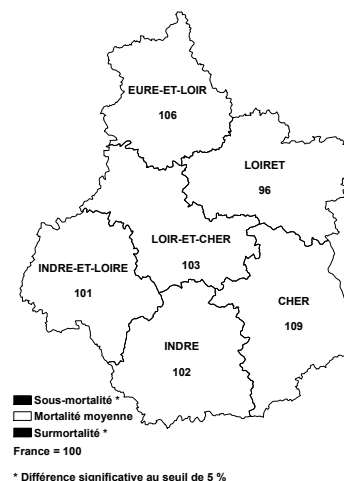 EURE-ET-LOIR
106
LOIRET
96
LOIR-ET-CHER
103
INDRE-ET-LOIRE
101
CHER
109
INDRE
102
Sous-mortalité *
Mortalité moyenne
Surmortalité *
France = 100
* Différence significative au seuil de 5 %